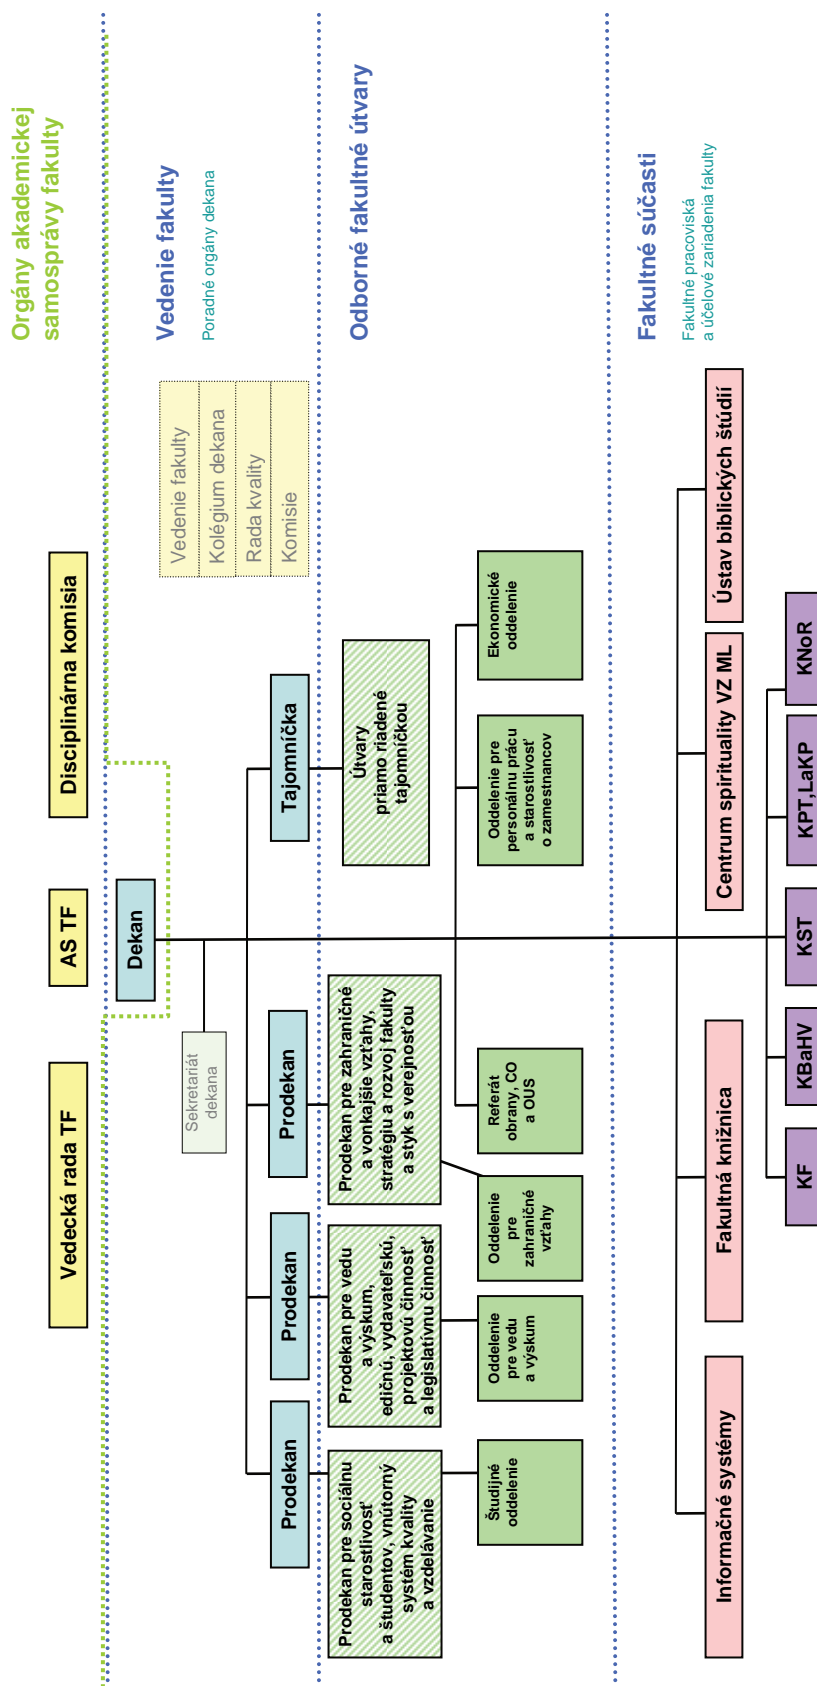 Vedecká rada TF
AS TF
Disciplinárna komisia
Orgány akademickej
samosprávy fakulty
Dekan
Sekretariát
dekana
Vedenie fakulty
Kolégium dekana
Rada kvality
Komisie
Vedenie fakulty
Poradné orgány dekana
Prodekan
Prodekan
Prodekan
Tajomníčka
Prodekan pre sociálnu
starostlivosť
a študentov, vnútorný
systém kvality
a vzdelávanie
Prodekan pre vedu
a výskum,
edičnú, vydavateľskú,
projektovú činnosť
a legislatívnu činnosť
Prodekan pre zahraničné
a vonkajšie vzťahy,
stratégiu a rozvoj fakulty
a styk s verejnosťou
Útvary
priamo riadené
tajomníčkou
Odborné fakultné útvary
Študijné
oddelenie
Oddelenie
pre vedu
a výskum
Oddelenie
pre
zahraničné
vzťahy
Referát
obrany, CO
a OUS
Oddelenie pre
personálnu prácu
a starostlivosť
o zamestnancov
Ekonomické
oddelenie
Fakultné súčasti
Fakultné pracoviská
a účelové zariadenia fakulty
Informačné systémy
Fakultná knižnica
Centrum spirituality VZ ML
Ústav biblických štúdií
KF
KBaHV
KST
KPT,LaKP
KNoR